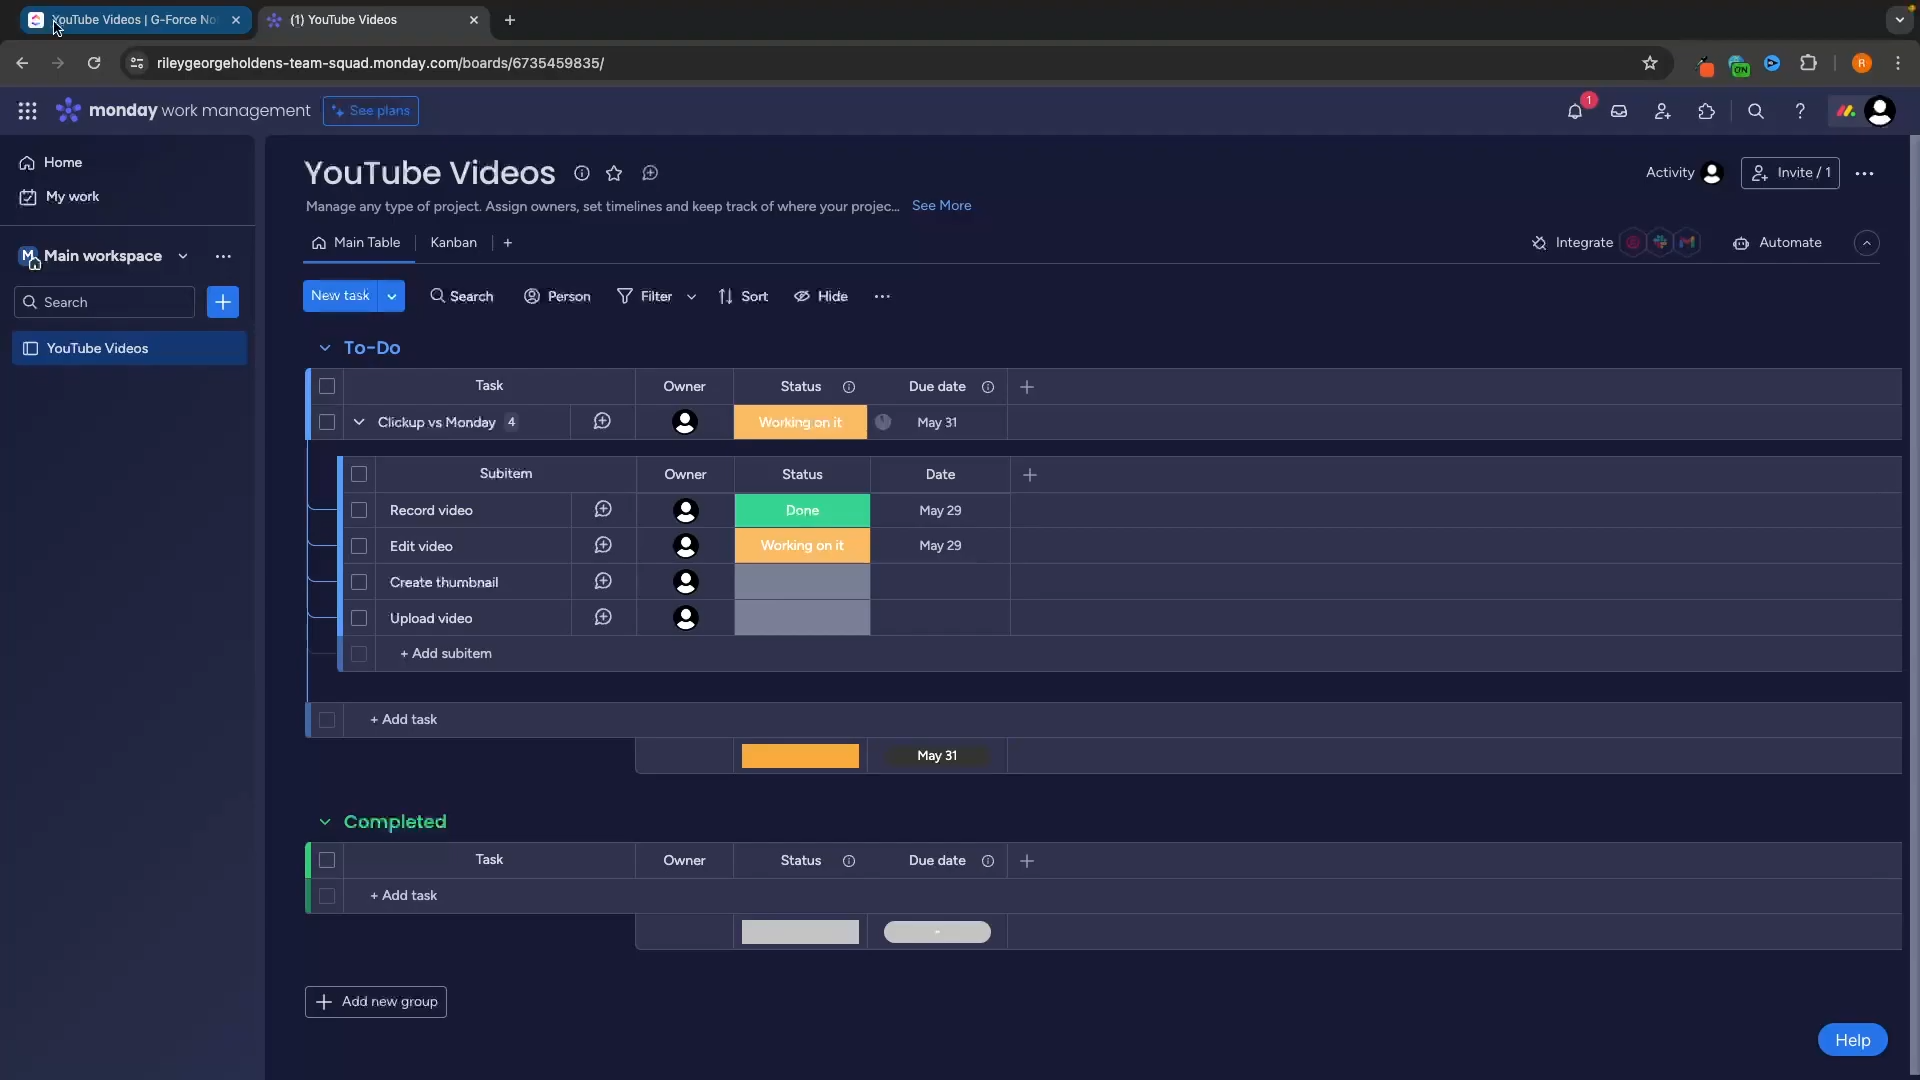 YouTube Videos | G-Force No
(1) YouTube Videos
rileygeorgeholdens-team-squad.monday.com/boards/6735459835/
ON
R
monday work management
See plans
1
Home
My work
M
Main workspace
Search
YouTube Videos
YouTube Videos
Activity
Invite / 1
Manage any type of project. Assign owners, set timelines and keep track of where your projec... See More
Main Table
Kanban
Integrate
Automate
New task
Search
Person
Filter
Sort
Hide
To-Do
Task
Owner
Status
Due date
Clickup vs Monday 4
Working on it
May 31
Subitem
Owner
Status
Date
Record video
Done
May 29
Edit video
Working on it
May 29
Create thumbnail
Upload video
+ Add subitem
+ Add task
May 31
Completed
Task
Owner
Status
Due date
+ Add task
-
Add new group
Help